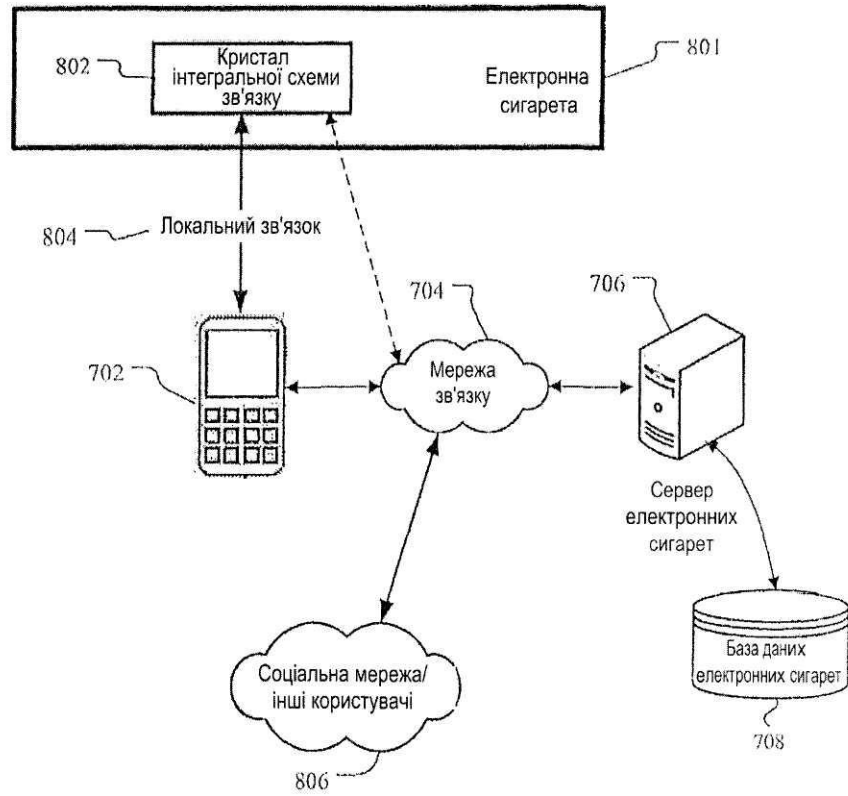 802
Кристал
інтегральної схеми
зв'язку
Електронна
сигарета
801
804
Локальний зв'язок
702
704
Мережа
зв'язку
706
Сервер
електронних
сигарет
Соціальна мережа/
інші користувачі
806
База даних
електронних сигарет
708